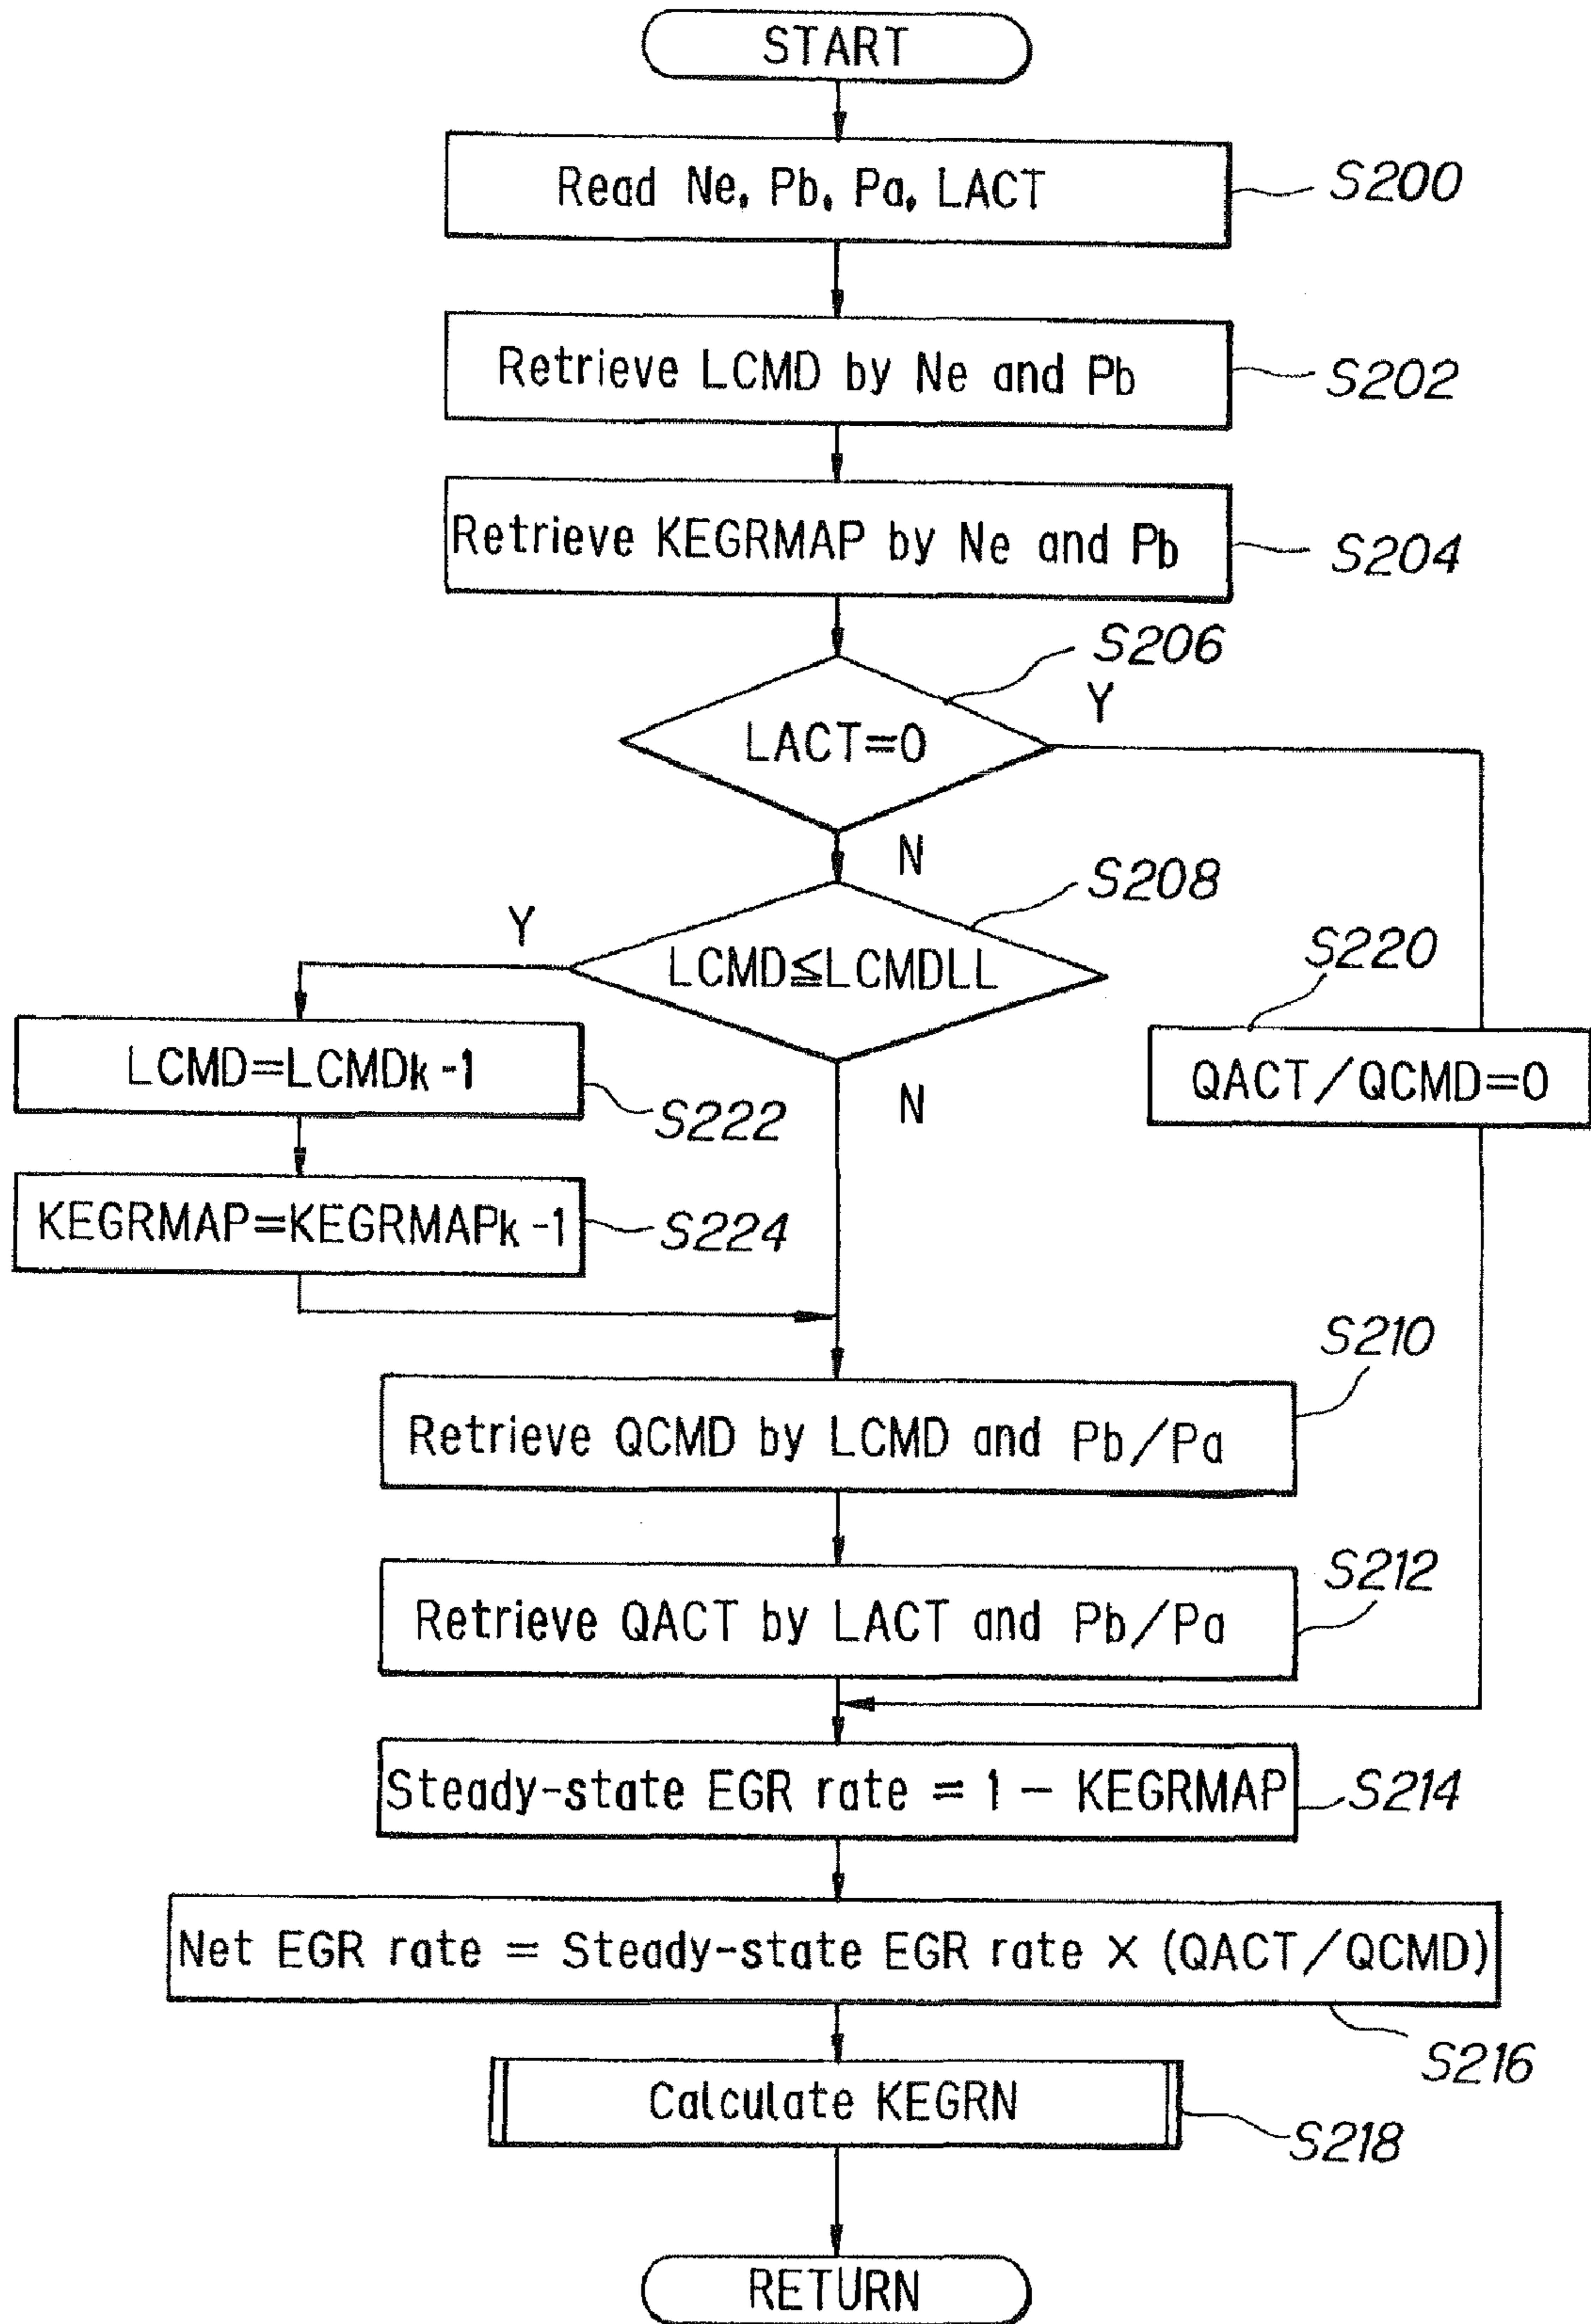 START
Read Ne, Pb, Pa, LACT
S200
Retrieve LCMD by Ne and Pb
S202
Retrieve KEGRMAP by Ne and Pb
S204
S206
LACT=0
Y
N
S208
LCMD≦LCMDLL
Y
N
S220
QACT/QCMD=0
LCMD=LCMDk-1
S222
KEGRMAP=KEGRMAPk-1
S224
S210
Retrieve QCMD by LCMD and Pb/Pa
S212
Retrieve QACT by LACT and Pb/Pa
Steady-state EGR rate = 1 - KEGRMAP
S214
Net EGR rate = Steady-state EGR rate × (QACT/QCMD)
S216
Calculate KEGRN
S218
RETURN